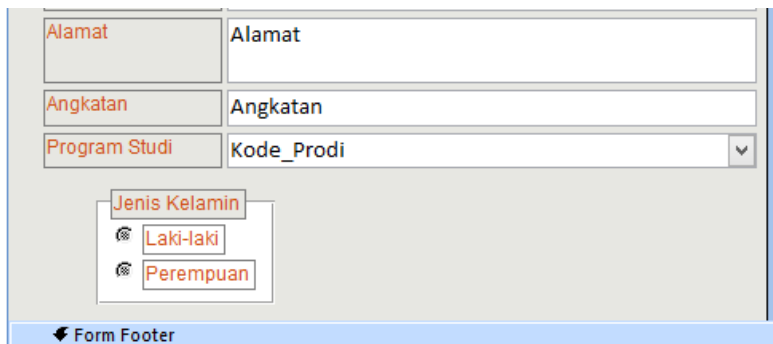 Alamat Alamat
Angkatan Angkatan
Program Studi Kode_Prodi
Jenis Kelamin
Laki-laki
Perempuan
Form Footer